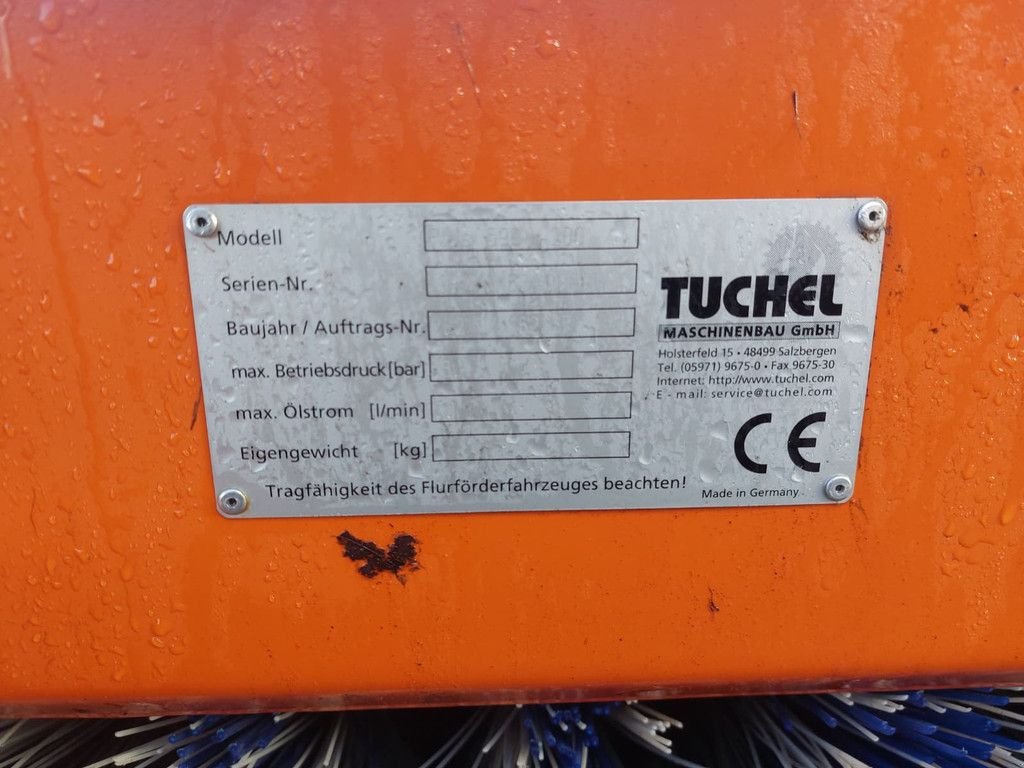 Modell
Serien-Nr.
Baujahr / Auftrags-Nr.
max. Betriebsdruck [bar]
max. Ölstrom [l/min]
Eigengewicht [kg]
Tragfähigkeit des Flurförderfahrzeuges beachten!
TUCHEL
MASCHINENBAU GmbH
Holsterfeld 15 • 48499 Salzbergen
Tel. (05971) 9675-0 • Fax 9675-30
Internet: http://www.tuchel.com
E - mail: service@tuchel.com
CE
Made in Germany